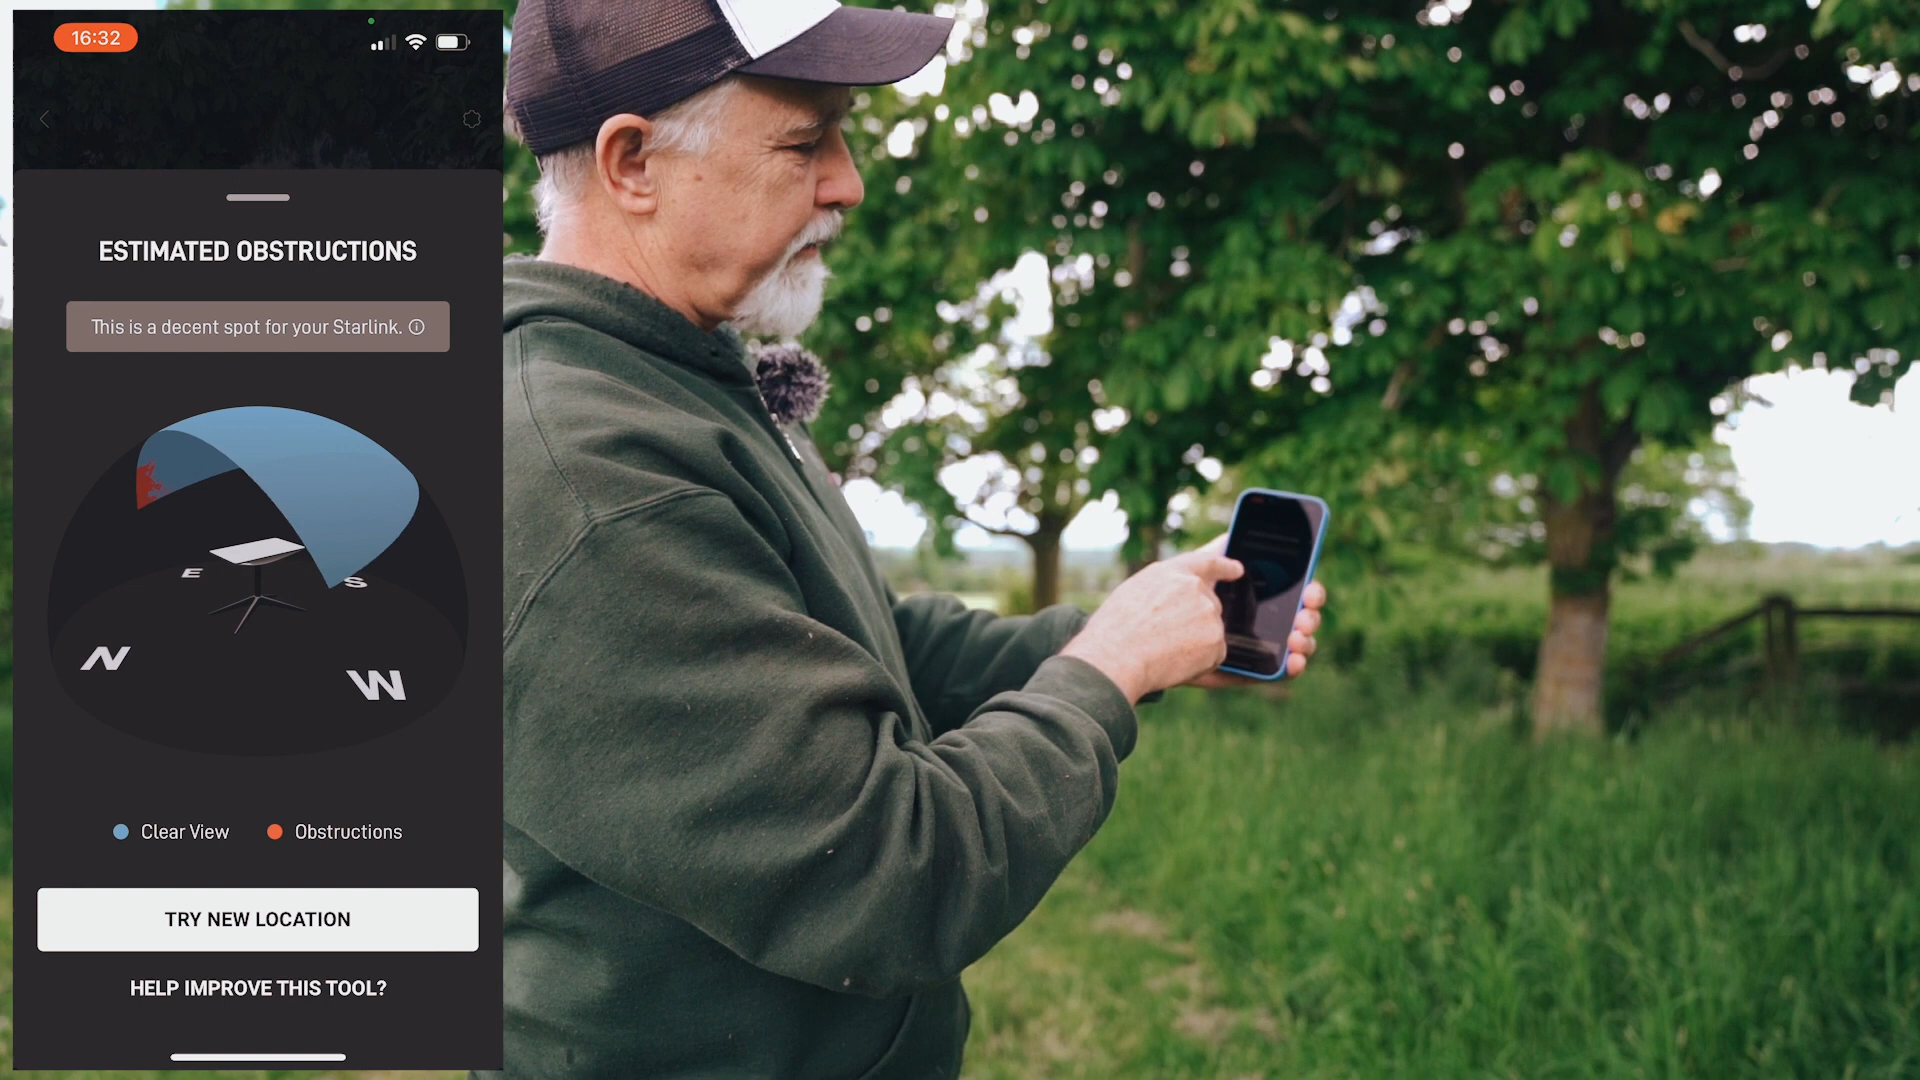 16:32
ESTIMATED OBSTRUCTIONS
This is a decent spot for your Starlink.
E
S
N
W
Clear View
Obstructions
TRY NEW LOCATION
HELP IMPROVE THIS TOOL?